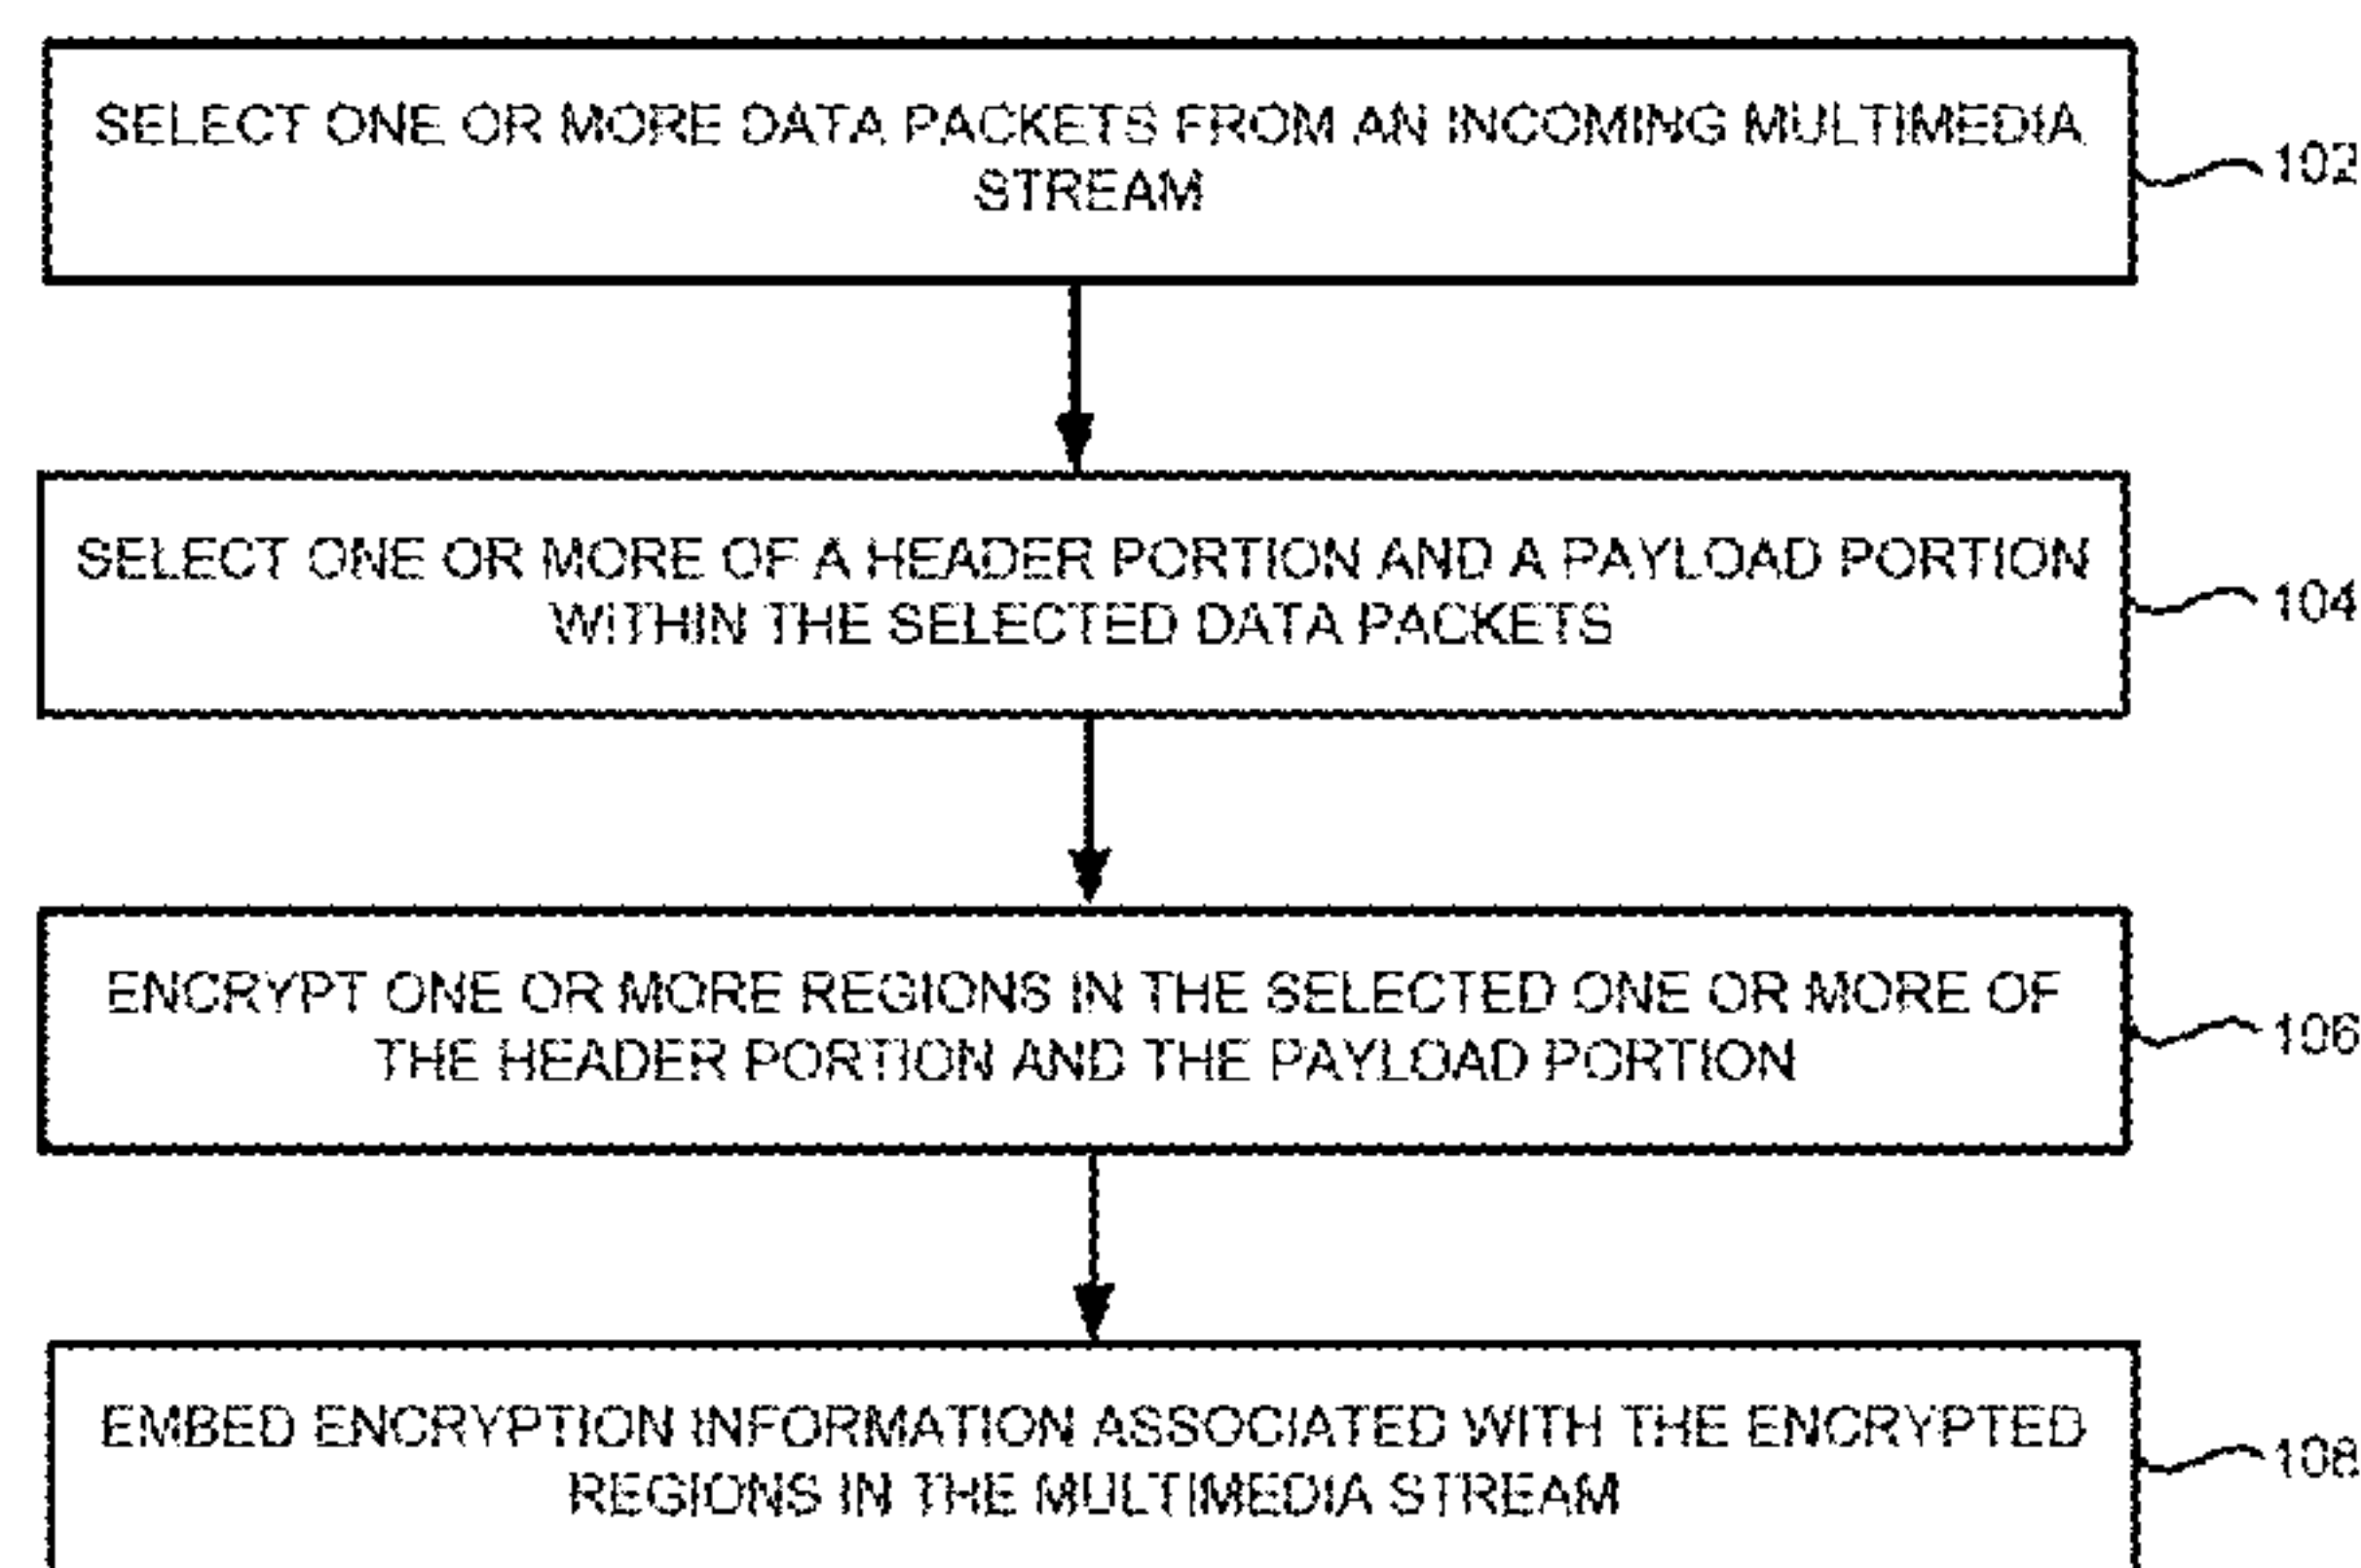 SELECT ONE OR MORE DATA PACKETS FROM AN INCOMING MULTIMEDIA
STREAM
102
SELECT ONE OR MORE OF A HEADER PORTION AND A PAYLOAD PORTION
WITHIN THE SELECTED DATA PACKETS
104
ENCRYPT ONE OR MORE REGIONS IN THE SELECTED ONE OR MORE OF
THE HEADER PORTION AND THE PAYLOAD PORTION
106
EMBED ENCRYPTION INFORMATION ASSOCIATED WITH THE ENCRYPTED
REGIONS IN THE MULTIMEDIA STREAM
108